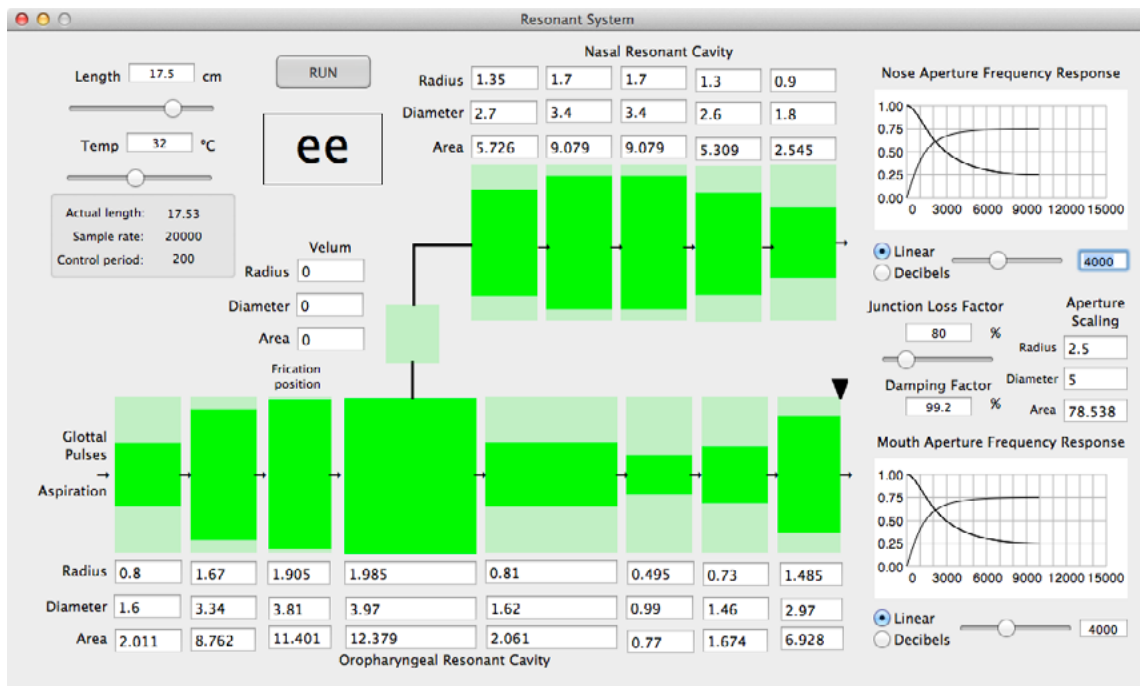 Resonant System
Length 17.5 cm
RUN
Temp 32 °C
ee
Actual length: 17.53
Sample rate: 20000
Control period: 200
Nasal Resonant Cavity
Radius 1.35 1.7 1.7 1.3 0.9
Diameter 2.7 3.4 3.4 2.6 1.8
Area 5.726 9.079 9.079 5.309 2.545
Velum
Radius 0
Diameter 0
Area 0
Nose Aperture Frequency Response
1.00
0.75
0.50
0.25
0.00
0 3000 6000 9000 12000 15000
Linear
Decibels
4000
Junction Loss Factor
80 %
Damping Factor
99.2 %
Aperture
Scaling
Radius 2.5
Diameter 5
Area 78.538
Frication
position
Glottal
Pulses
Aspiration
Radius 0.8 1.67 1.905 1.985 0.81 0.495 0.73 1.485
Diameter 1.6 3.34 3.81 3.97 1.62 0.99 1.46 2.97
Area 2.011 8.762 11.401 12.379 2.061 0.77 1.674 6.928
Oropharyngeal Resonant Cavity
Mouth Aperture Frequency Response
1.00
0.75
0.50
0.25
0.00
0 3000 6000 9000 12000 15000
Linear
Decibels
4000